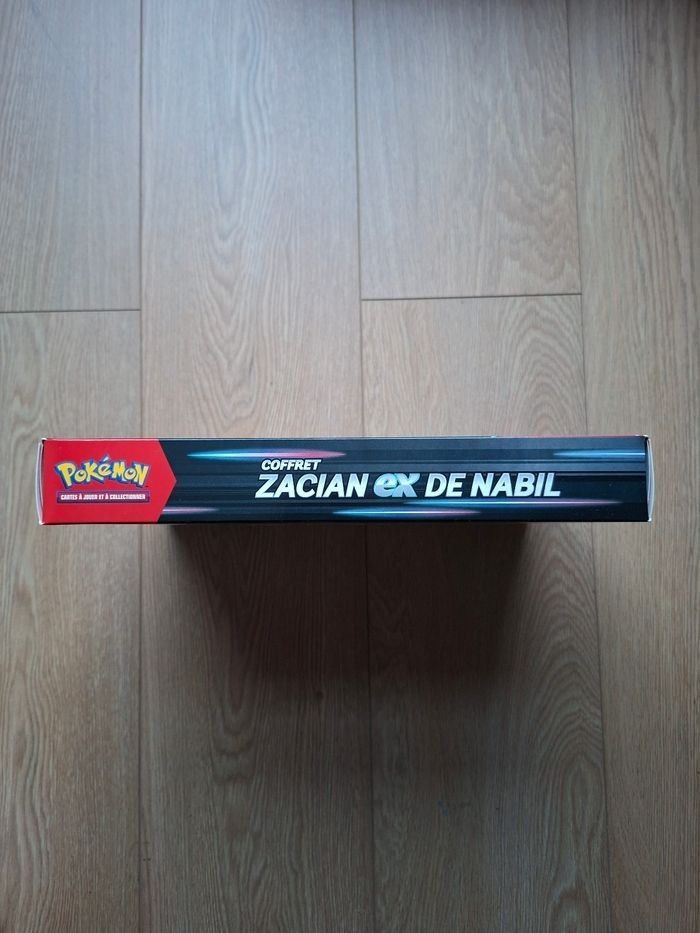 Pokémon
CARTES À JOUER ET À COLLECTIONNER
COFFRET
ZACIAN ex DE NABIL